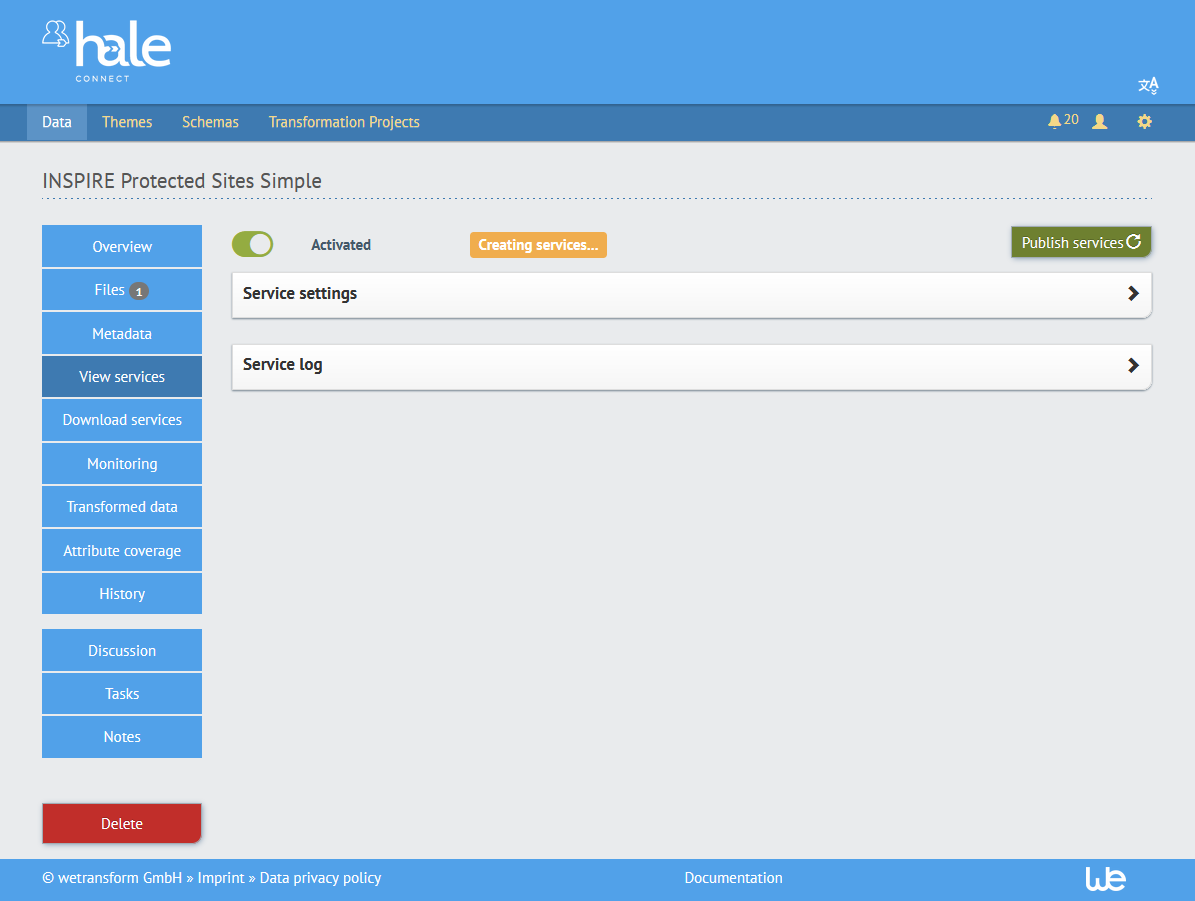 hale
CONNECT
文A
Data Themes Schemas Transformation Projects 20
INSPIRE Protected Sites Simple
Overview
Files 1
Metadata
View services
Download services
Monitoring
Transformed data
Attribute coverage
History
Discussion
Tasks
Notes
Delete
Activated Creating services... Publish services
Service settings
Service log
© wetransform GmbH » Imprint » Data privacy policy Documentation we